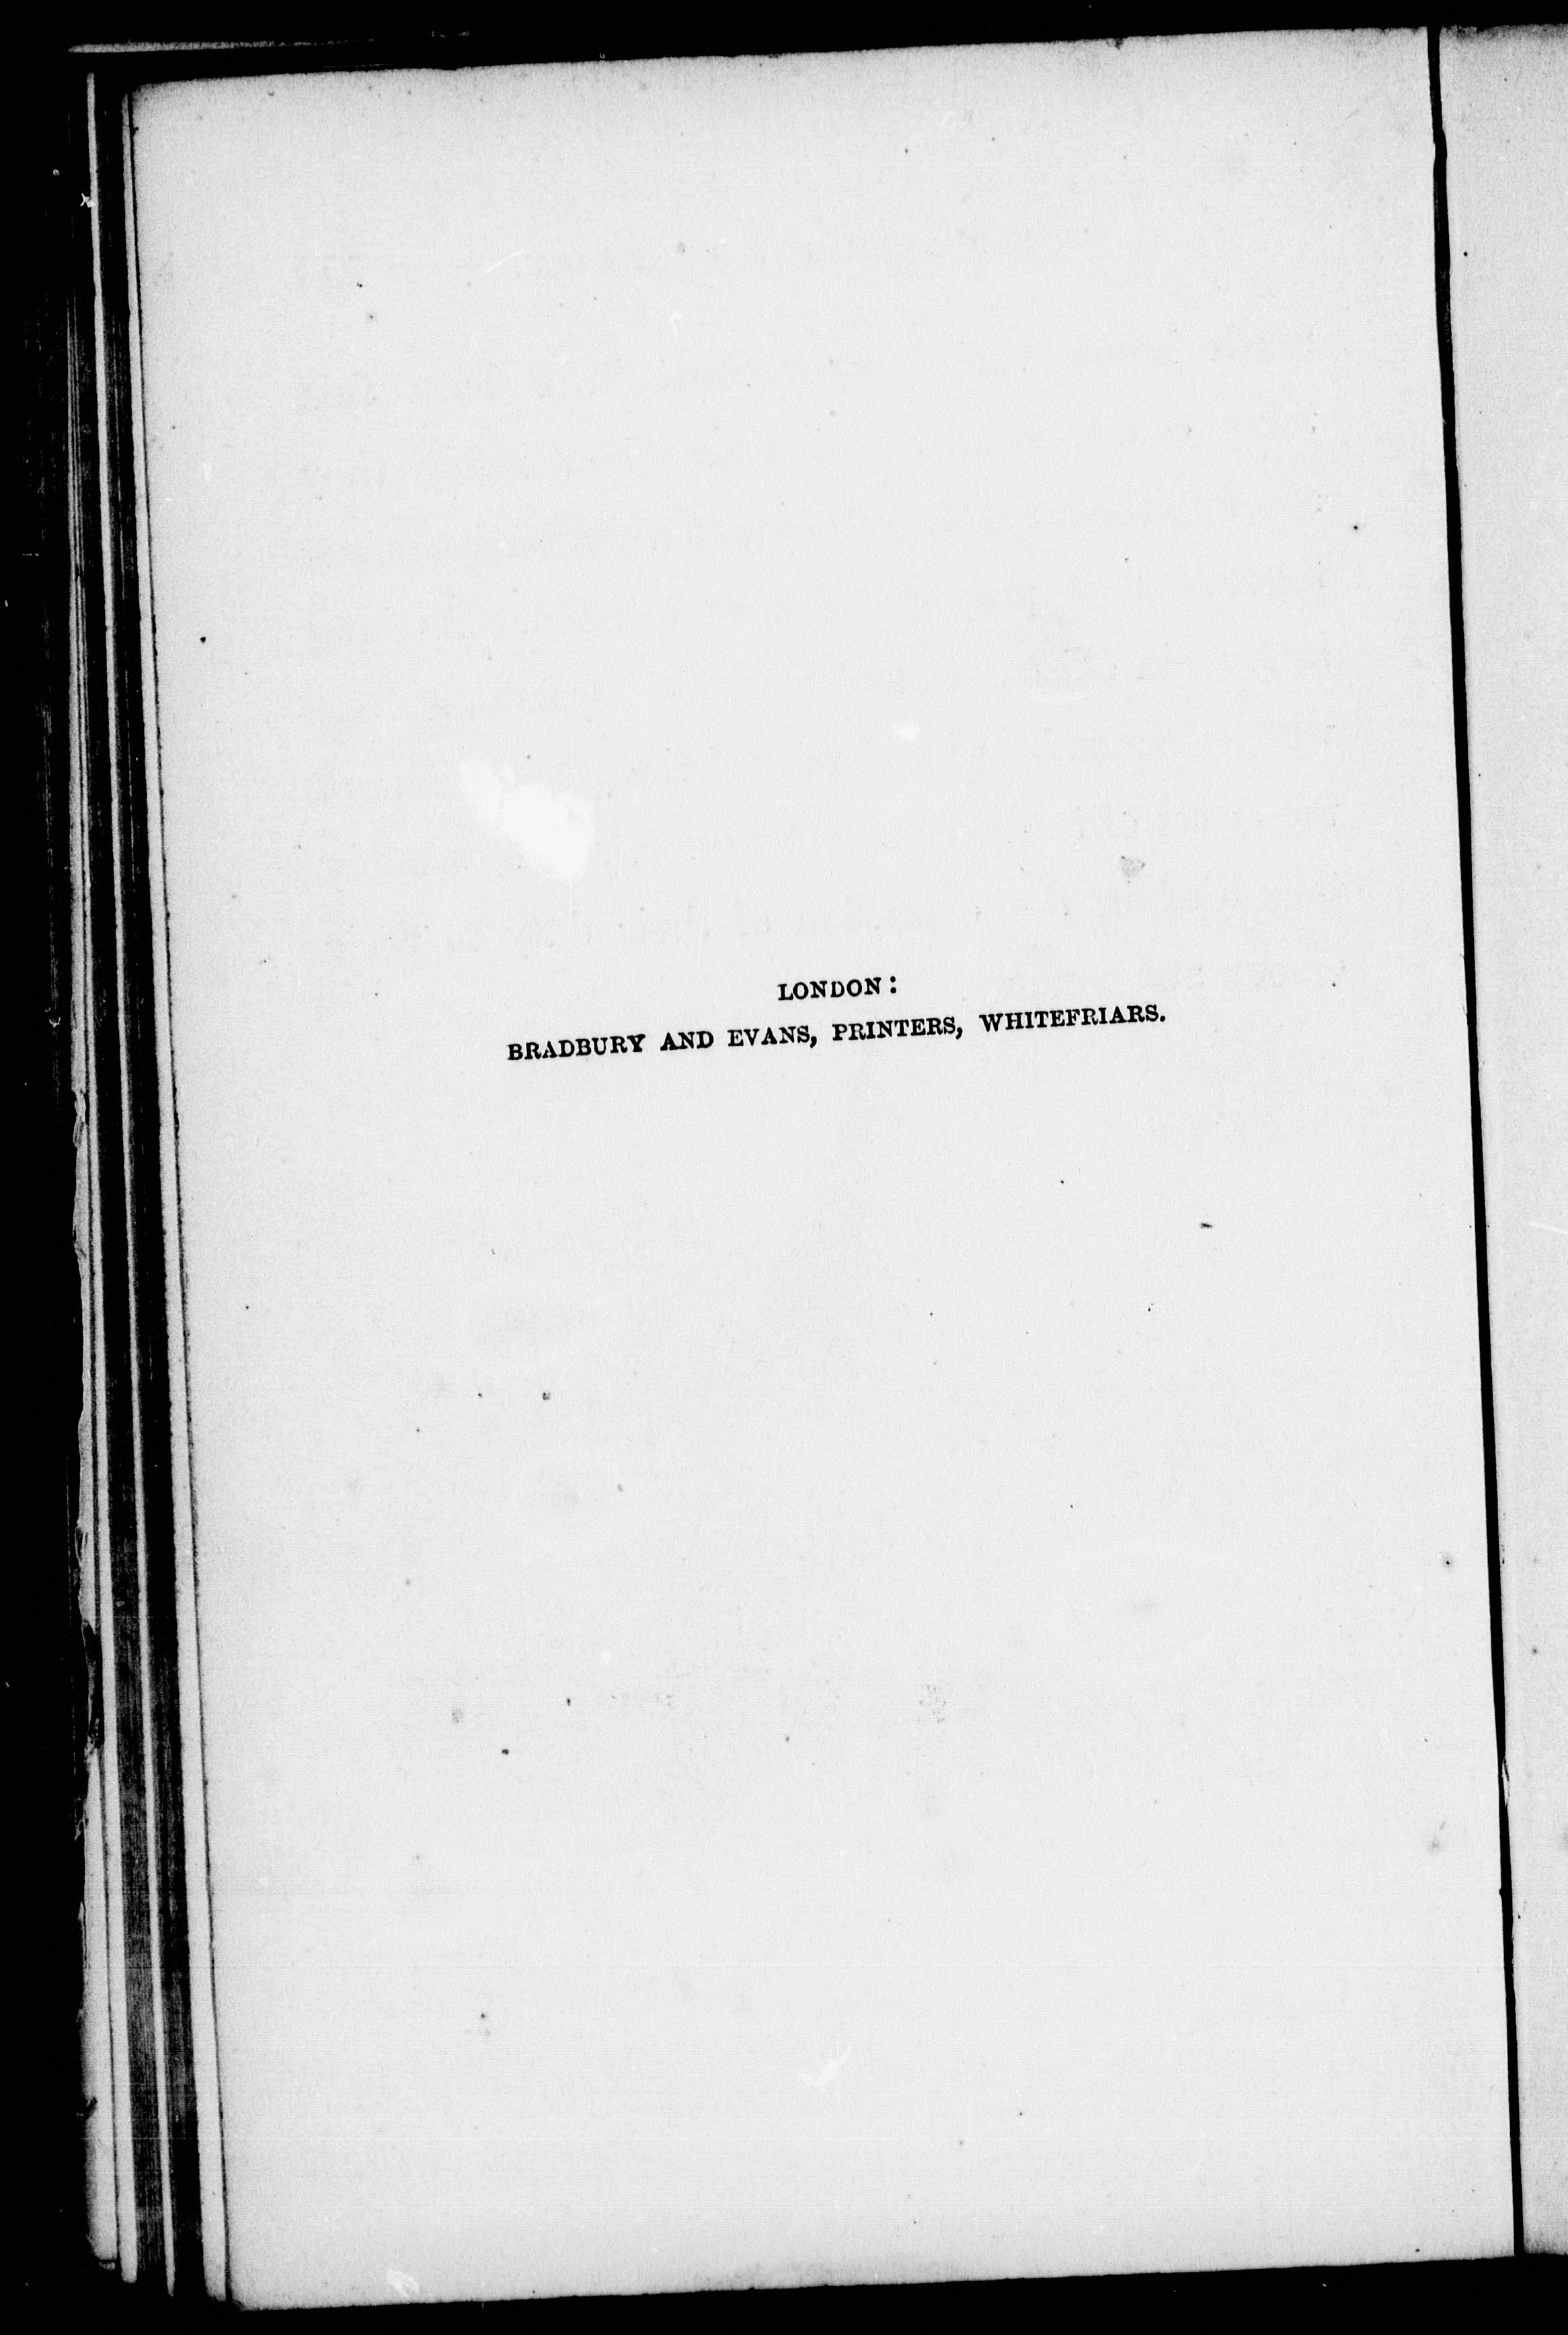 LONDON:
BRADBURY AND EVANS, PRINTERS, WHITEFRIARS.